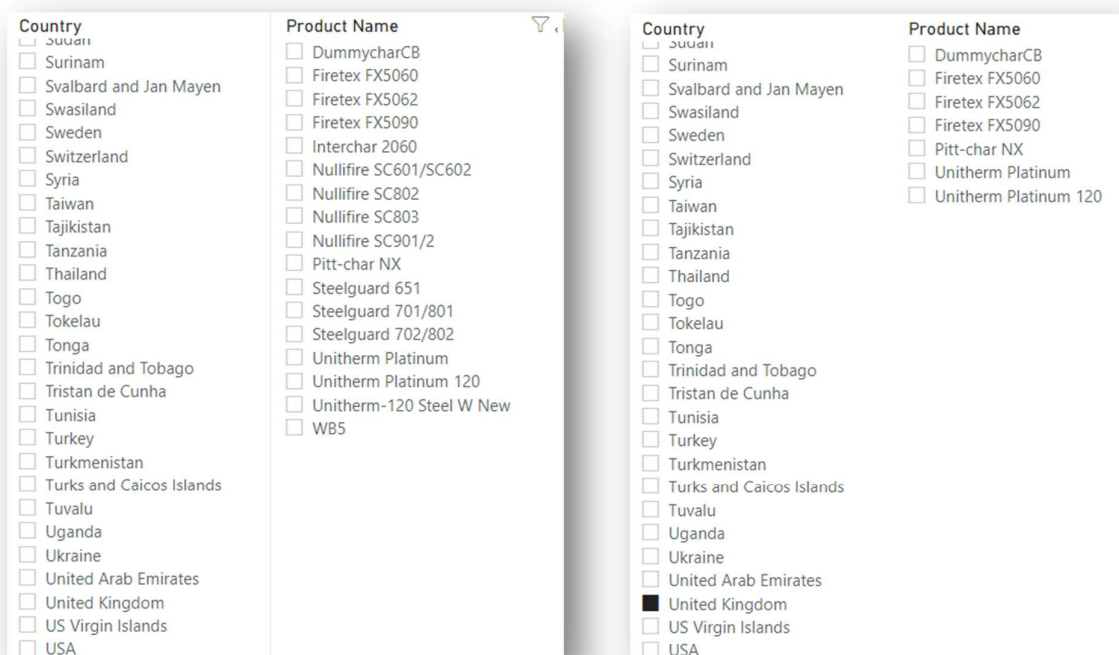 Country
Sudan
Surinam
Svalbard and Jan Mayen
Swasiland
Sweden
Switzerland
Syria
Taiwan
Tajikistan
Tanzania
Thailand
Togo
Tokelau
Tonga
Trinidad and Tobago
Tristan de Cunha
Tunisia
Turkey
Turkmenistan
Turks and Caicos Islands
Tuvalu
Uganda
Ukraine
United Arab Emirates
United Kingdom
US Virgin Islands
USA
Product Name
DummycharCB
Firetex FX5060
Firetex FX5062
Firetex FX5090
Interchar 2060
Nullifire SC601/SC602
Nullifire SC802
Nullifire SC803
Nullifire SC901/2
Pitt-char NX
Steelguard 651
Steelguard 701/801
Steelguard 702/802
Unitherm Platinum
Unitherm Platinum 120
Unitherm-120 Steel W New
WB5
Country
Sudan
Surinam
Svalbard and Jan Mayen
Swasiland
Sweden
Switzerland
Syria
Taiwan
Tajikistan
Tanzania
Thailand
Togo
Tokelau
Tonga
Trinidad and Tobago
Tristan de Cunha
Tunisia
Turkey
Turkmenistan
Turks and Caicos Islands
Tuvalu
Uganda
Ukraine
United Arab Emirates
United Kingdom
US Virgin Islands
USA
Product Name
DummycharCB
Firetex FX5060
Firetex FX5062
Firetex FX5090
Pitt-char NX
Unitherm Platinum
Unitherm Platinum 120